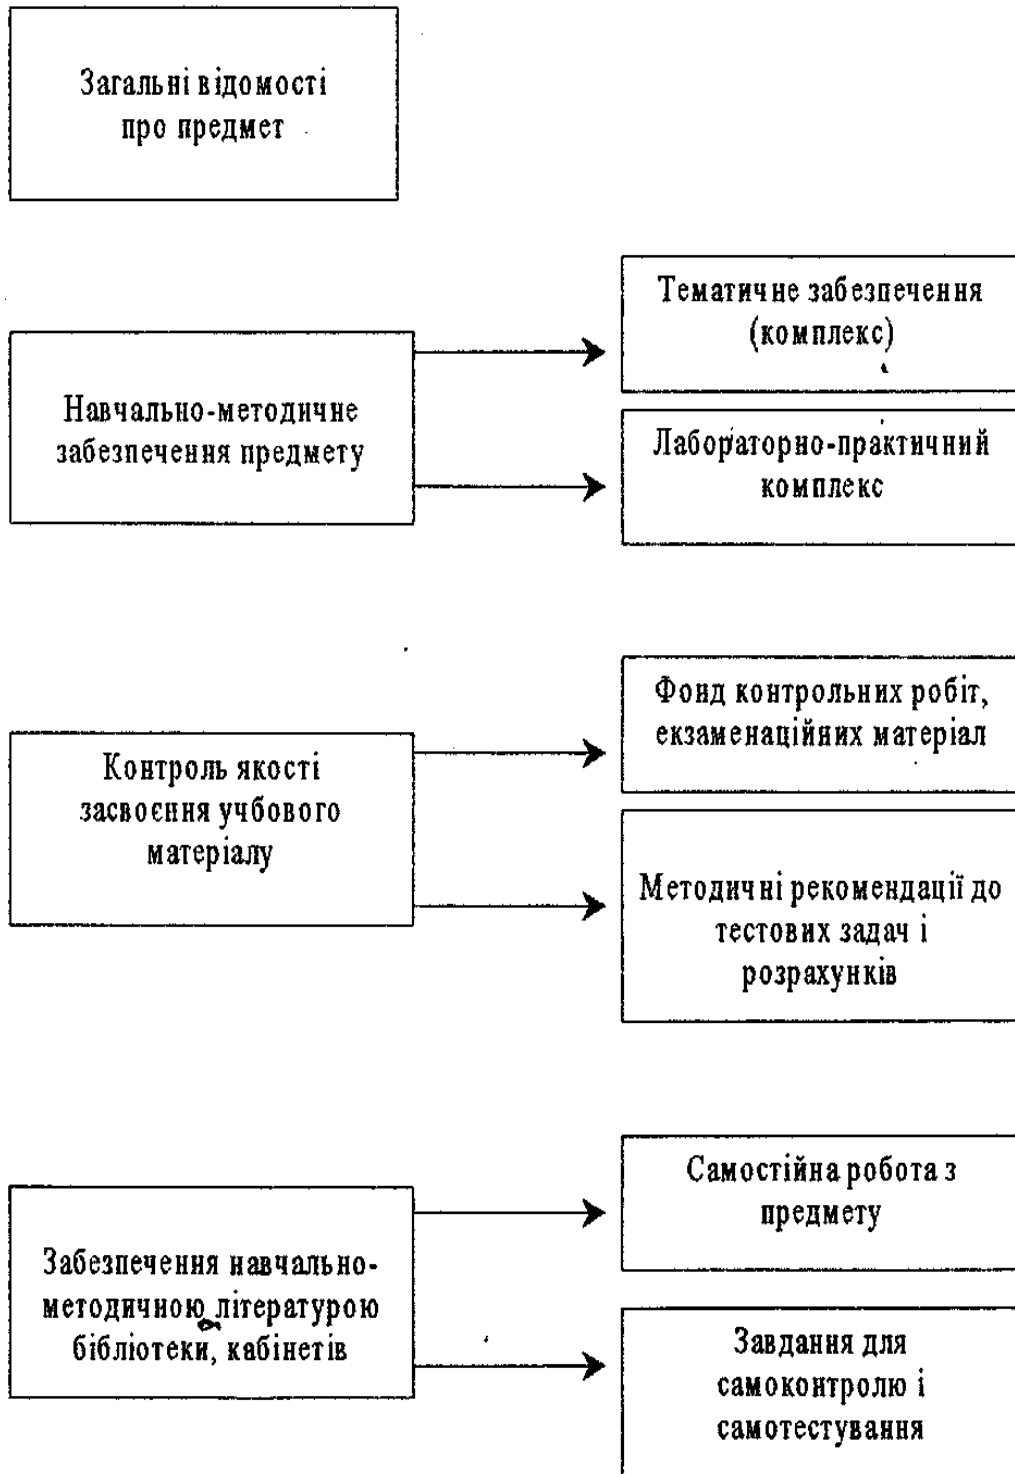 Загальні відомості
про предмет
Тематичне забезпечення
(комплекс)
Навчально-методичне
забезпечення предмету
Лабораторно-практичний
комплекс
Фонд контрольних робіт,
екзаменаційних матеріал
Контроль якості
засвоєння учбового
матеріалу
Методичні рекомендації до
тестових задач і
розрахунків
Самостійна робота з
предмету
Забезпечення навчально-
методичною літературою
бібліотеки, кабінетів
Завдання для
самоконтролю і
самотестування